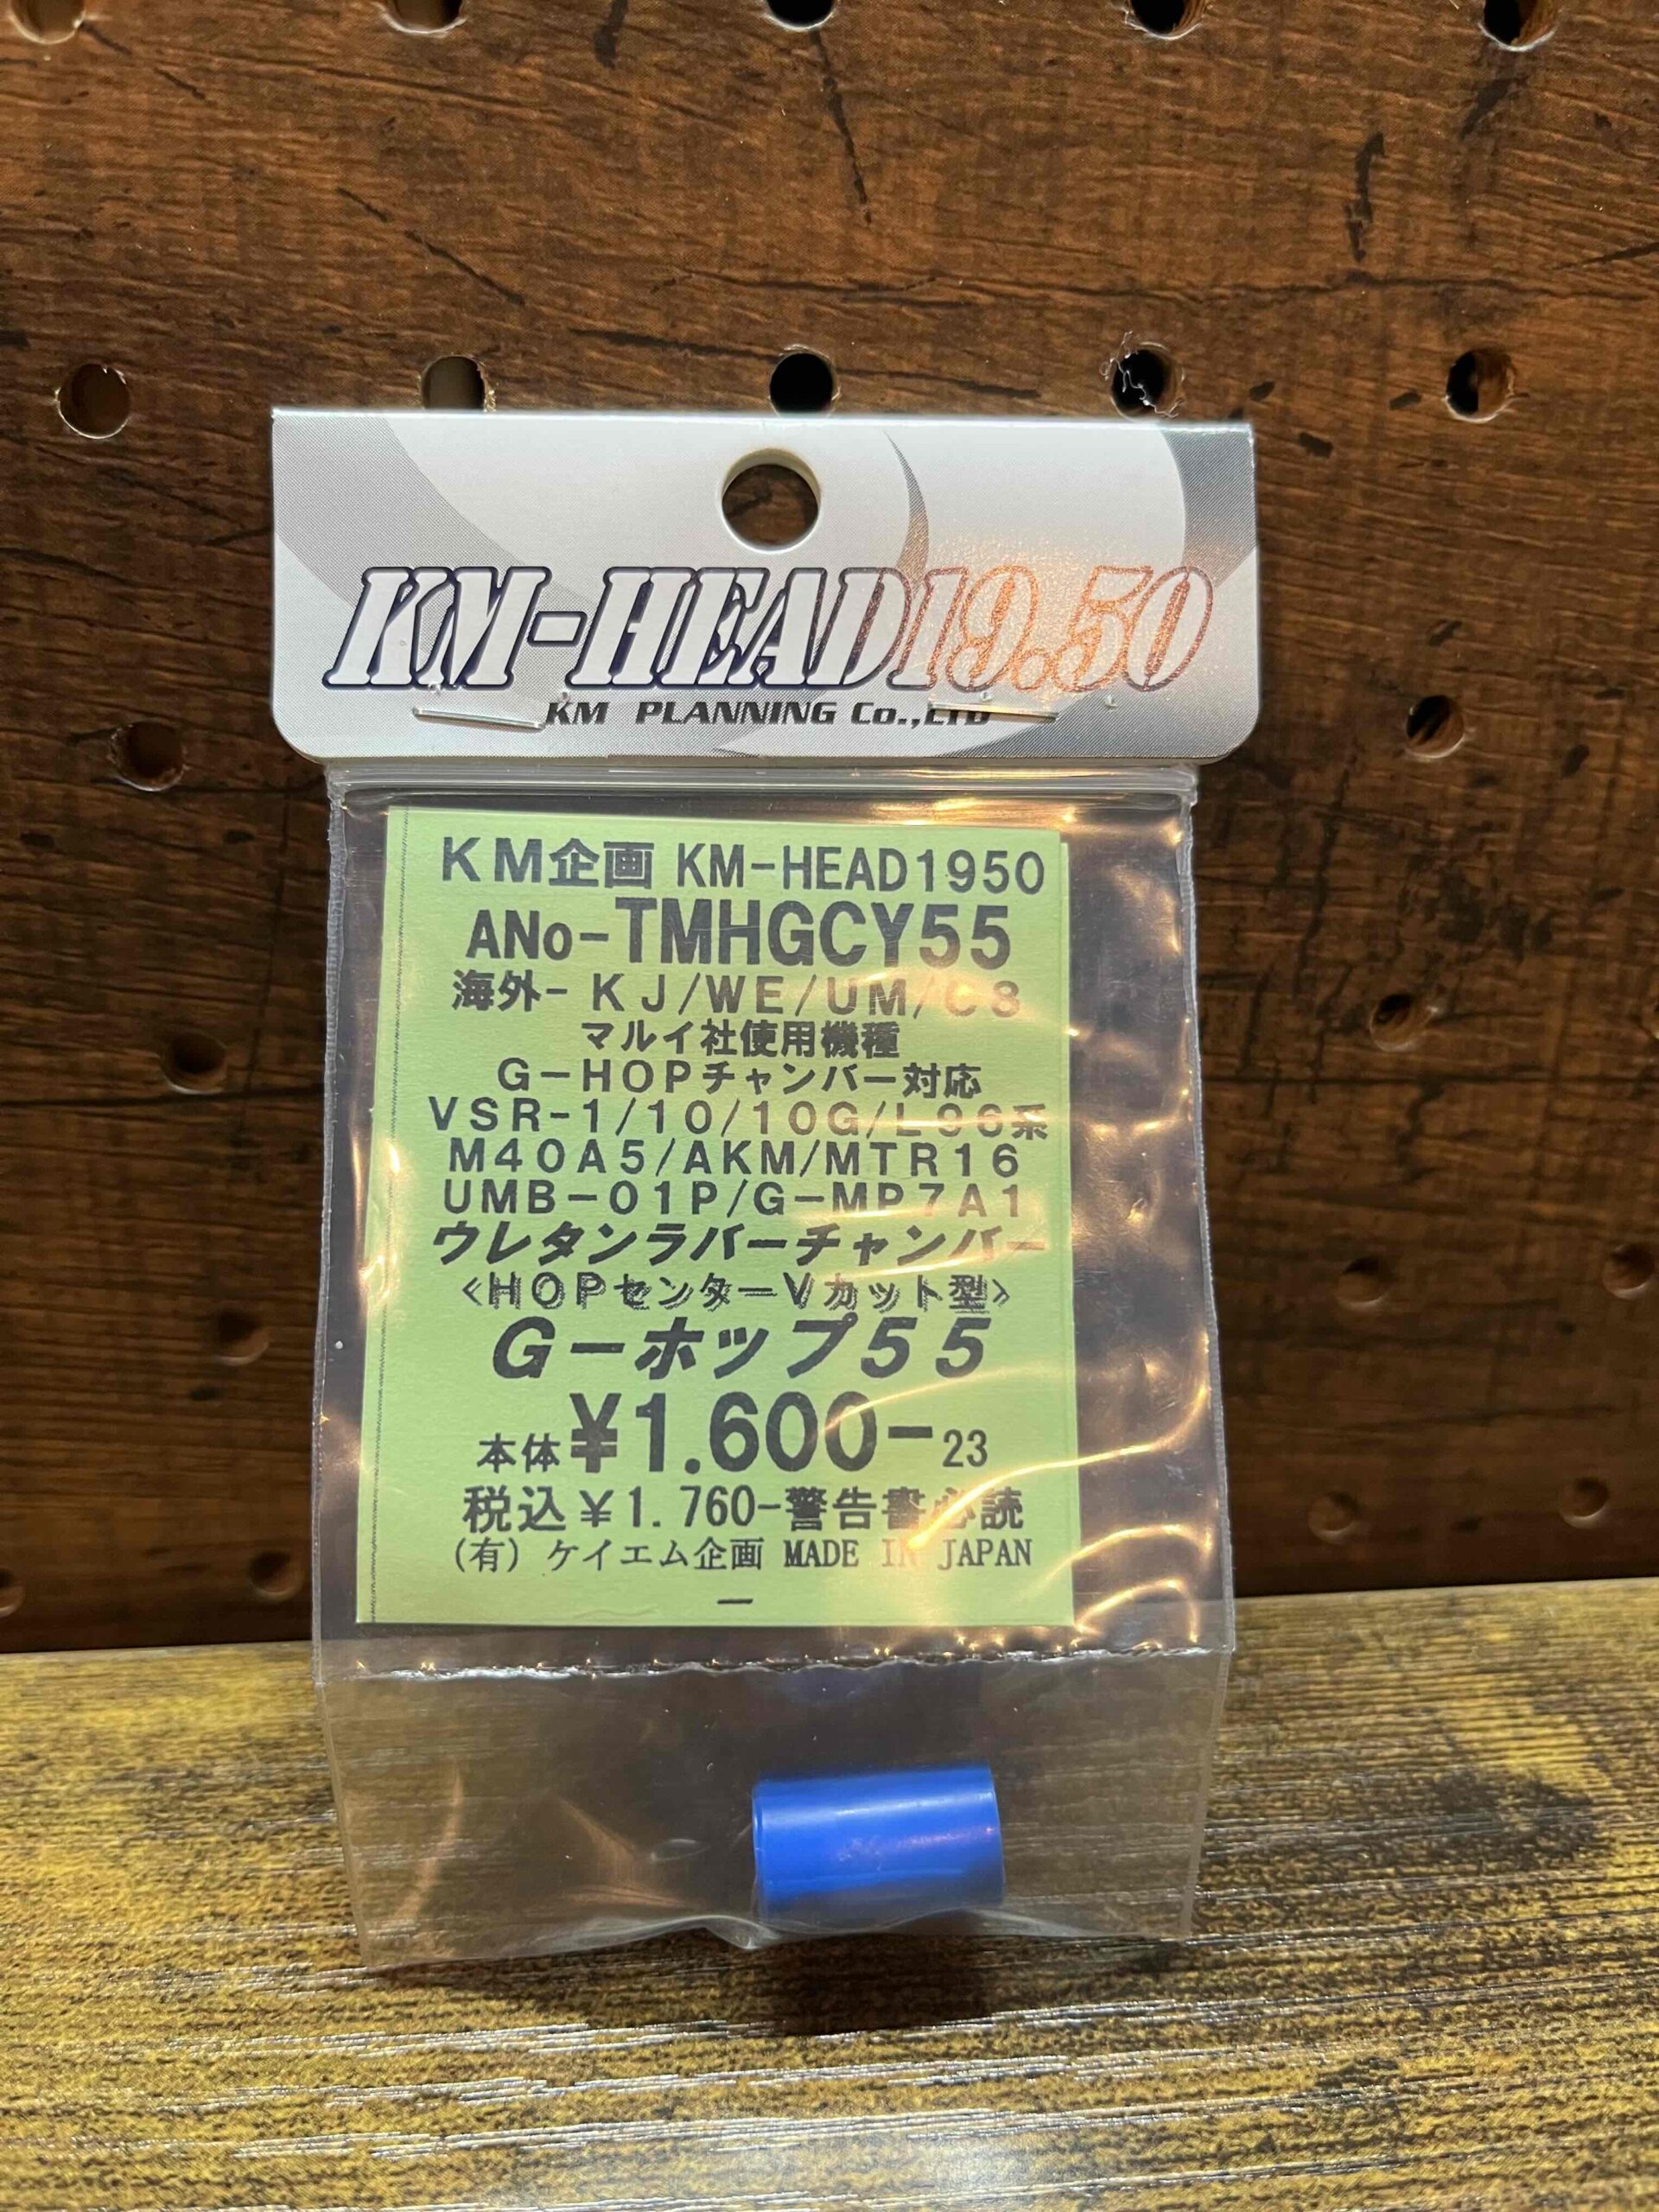 KM-HEAD19.50
KM PLANNING Co.,LTD
KM企画 KM-HEAD1950
ANo-TMHGCY55
海外-KJ/WE/UM/C8
マルイ社使用機種
G-HOPチャンバー対応
VSR-1/10/10G/L96系
M40A5/AKM/MTR16
UMB-01P/G-MP7A1
ウレタンラバーチャンバー
<HOPセンターVカット型>
G-ホップ55
本体¥1.600-23
税込¥1.760-警告書必読
(有)ケイエム企画 MADE IN JAPAN